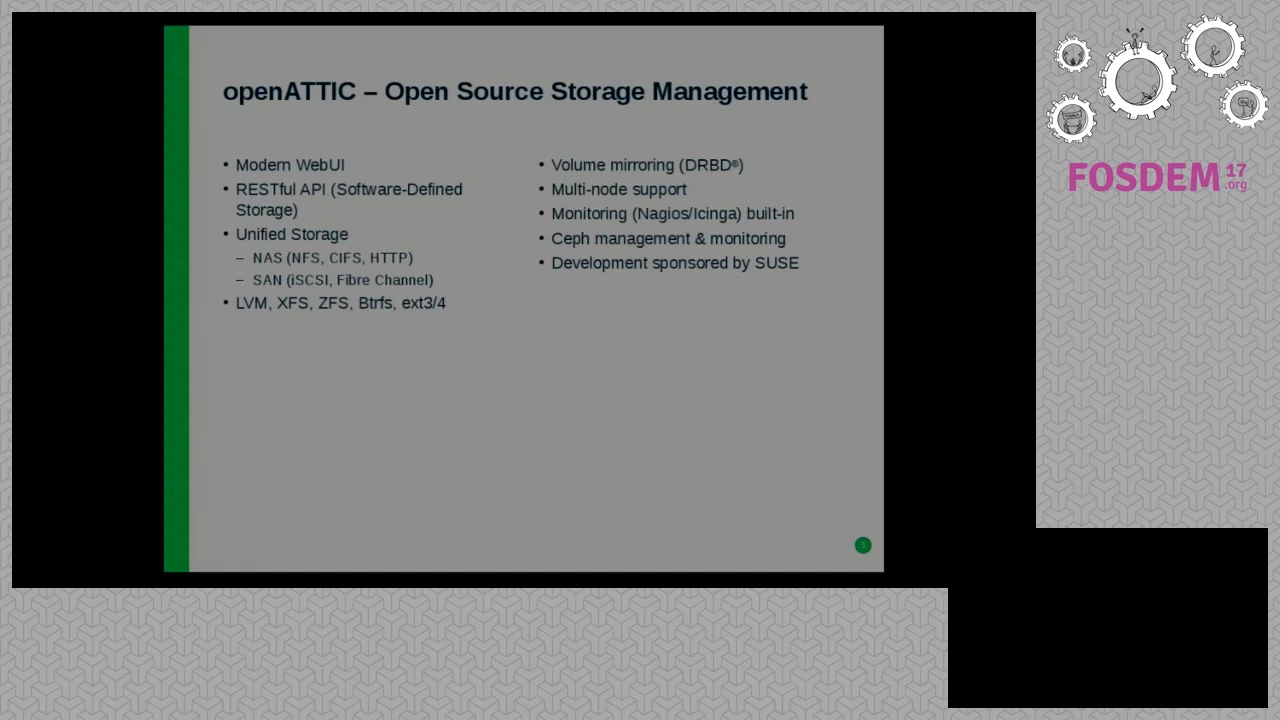 openATTIC – Open Source Storage Management
• Modern WebUI
• RESTful API (Software-Defined
Storage)
• Unified Storage
– NAS (NFS, CIFS, HTTP)
– SAN (iSCSI, Fibre Channel)
• LVM, XFS, ZFS, Btrfs, ext3/4
• Volume mirroring (DRBD®)
• Multi-node support
• Monitoring (Nagios/Icinga) built-in
• Ceph management & monitoring
• Development sponsored by SUSE
5
FOSDEM 17
.org